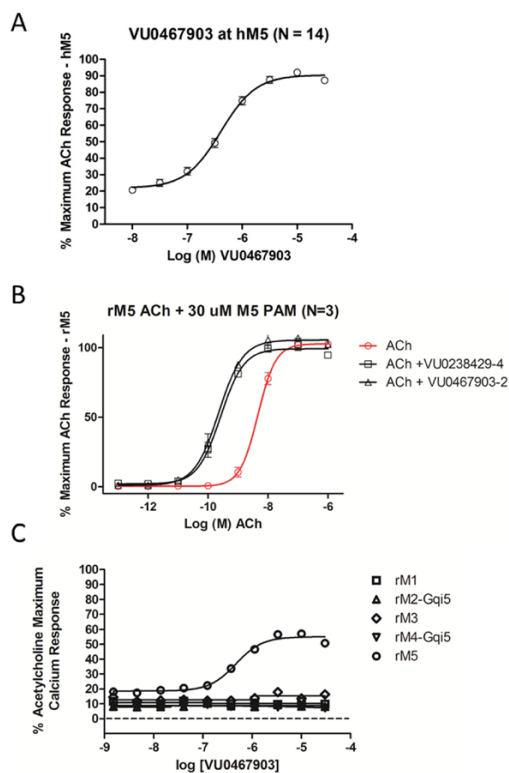 A
VU0467903 at hM5 (N = 14)
% Maximum ACh Response - hM5
100
90
80
70
60
50
40
30
20
10
0
-8
-7
-6
-5
-4
Log (M) VU0467903
B
rM5 ACh + 30 uM M5 PAM (N=3)
% Maximum ACh Response - rM5
100
50
0
-12
-10
-8
-6
Log (M) ACh
ACh
ACh +VU0238429-4
ACh + VU0467903-2
C
% Acetylcholine Maximum
Calcium Response
100
90
80
70
60
50
40
30
20
10
0
-9
-8
-7
-6
-5
-4
log [VU0467903]
rM1
rM2-Gqi5
rM3
rM4-Gqi5
rM5